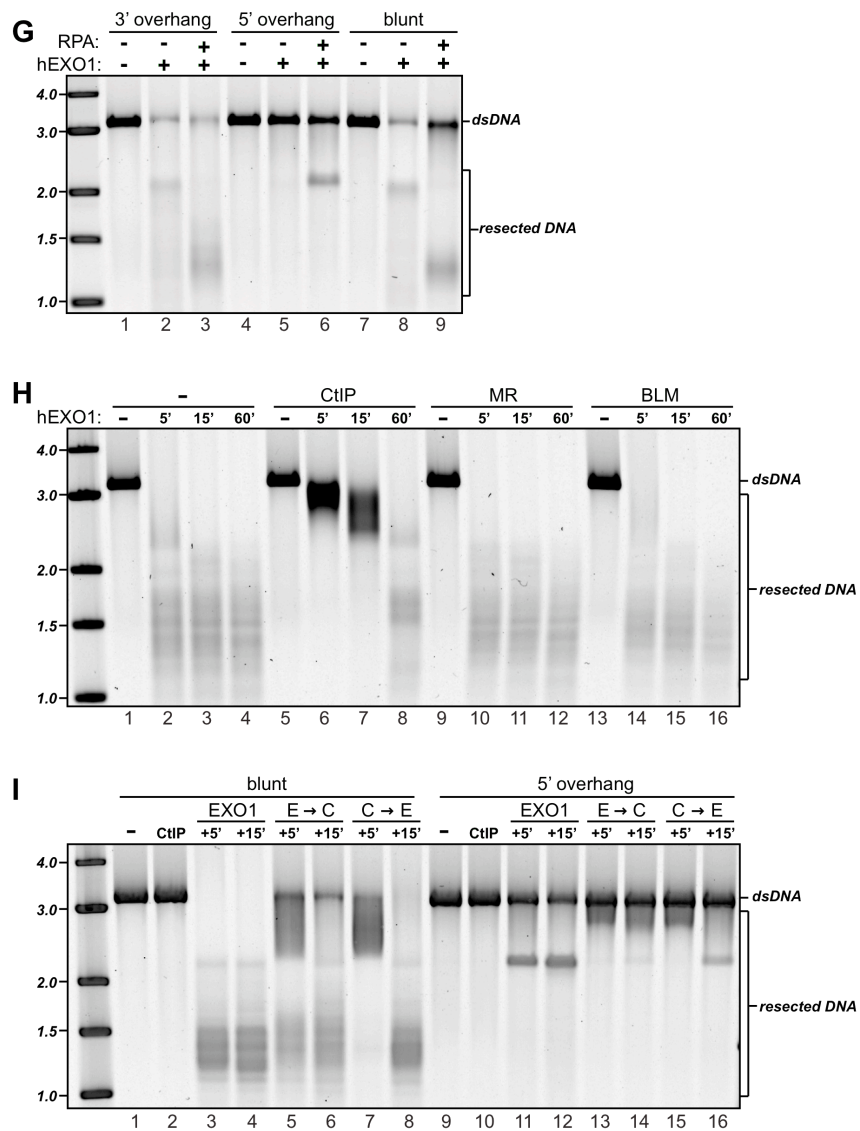 G
3’ overhang 5’ overhang blunt
RPA: - - + - - + - - +
hEXO1: - + + - + + - + +
4.0
3.0
2.0
1.5
1.0
dsDNA
resected DNA
1 2 3 4 5 6 7 8 9
H
- CtIP MR BLM
hEXO1: - 5’ 15’ 60’ - 5’ 15’ 60’ - 5’ 15’ 60’ - 5’ 15’ 60’
4.0
3.0
2.0
1.5
1.0
dsDNA
resected DNA
1 2 3 4 5 6 7 8 9 10 11 12 13 14 15 16
I
blunt 5’ overhang
EXO1 E → C C → E EXO1 E → C C → E
- CtIP +5’ +15’ +5’ +15’ +5’ +15’ - CtIP +5’ +15’ +5’ +15’ +5’ +15’
4.0
3.0
2.0
1.5
1.0
dsDNA
resected DNA
1 2 3 4 5 6 7 8 9 10 11 12 13 14 15 16